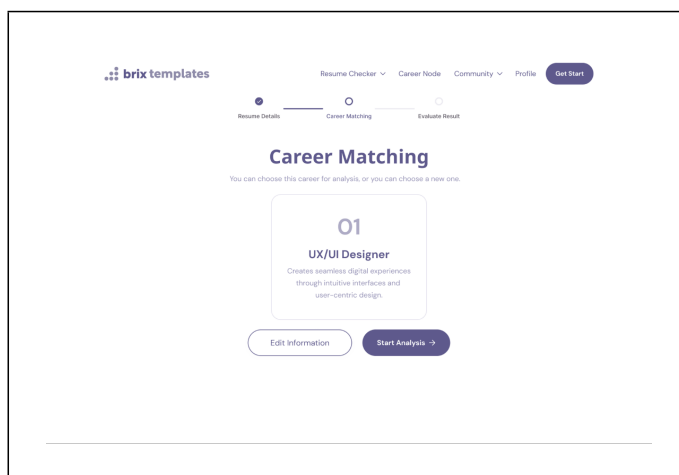 brix templates
Resume Checker Career Node Community Profile Get Start
Resume Details Career Matching Evaluate Result
Career Matching
You can choose this career for analysis, or you can choose a new one.
01
UX/UI Designer
Creates seamless digital experiences
through intuitive interfaces and
user-centric design.
Edit Information Start Analysis →